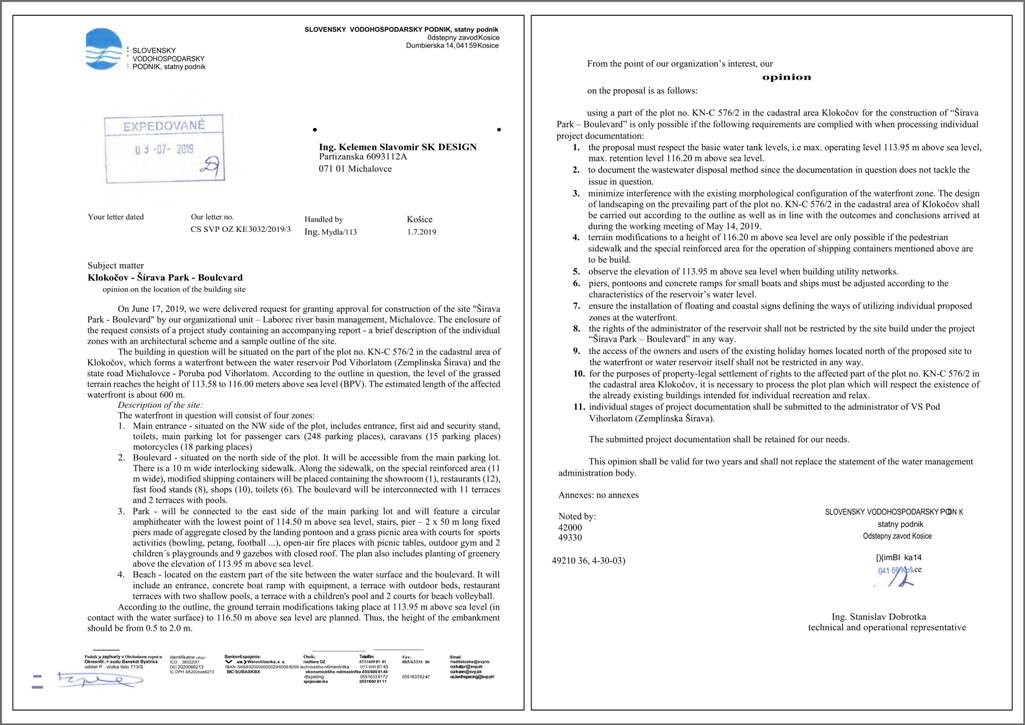 SLOVENSKY
VODOHOSPODARSKY
PODNIK, statny podnik
SLOVENSKY VODOHOSPODARSKY PODNIK, statny podnik
0dstepny zavodKosice
Dumbierska 14, 041 59 Kosice
EXPEDOVANÉ
03-07-2019
Ing. Kelemen Slavomir SK DESIGN
Partizanska 6093112A
071 01 Michalovce
Your letter dated
Our letter no.
CS SVP OZ KE3032/2019/3
Handled by
Ing. Mydla/113
Košice
1.7.2019
Subject matter
Klokočov - Šírava Park - Boulevard
opinion on the location of the building site
On June 17, 2019, we were delivered request for granting approval for construction of the site "Šírava
Park - Boulevard" by our organizational unit – Laborec river basin management, Michalovce. The enclosure of
the request consists of a project study containing an accompanying report - a brief description of the individual
zones with an architectural scheme and a sample outline of the site.
The building in question will be situated on the part of the plot no. KN-C 576/2 in the cadastral area of
Klokočov, which forms a waterfront between the water reservoir Pod Vihorlatom (Zemplínska Šírava) and the
state road Michalovce - Poruba pod Vihorlatom. According to the outline in question, the level of the grassed
terrain reaches the height of 113.58 to 116.00 meters above sea level (BPV). The estimated length of the affected
waterfront is about 600 m.
Description of the site:
The waterfront in question will consist of four zones:
1. Main entrance - situated on the NW side of the plot, includes entrance, first aid and security stand,
toilets, main parking lot for passenger cars (248 parking places), caravans (15 parking places)
motorcycles (18 parking places)
2. Boulevard - situated on the north side of the plot. It will be accessible from the main parking lot.
There is a 10 m wide interlocking sidewalk. Along the sidewalk, on the special reinforced area (11
m wide), modified shipping containers will be placed containing the showroom (1), restaurants (12),
fast food stands (8), shops (10), toilets (6). The boulevard will be interconnected with 11 terraces
and 2 terraces with pools.
3. Park - will be connected to the east side of the main parking lot and will feature a circular
amphitheater with the lowest point of 114.50 m above sea level, stairs, pier – 2 x 50 m long fixed
piers made of aggregate closed by the landing pontoon and a grass picnic area with courts for sports
activities (bowling, petang, football ...), open-air fire places with picnic tables, outdoor gym and 2
children´s playgrounds and 9 gazebos with closed roof. The plan also includes planting of greenery
above the elevation of 113.95 m above sea level.
4. Beach - located on the eastern part of the site between the water surface and the boulevard. It will
include an entrance, concrete boat ramp with equipment, a terrace with outdoor beds, restaurant
terraces with two shallow pools, a terrace with a children's pool and 2 courts for beach volleyball.
According to the outline, the ground terrain modifications taking place at 113.95 m above sea level (in
contact with the water surface) to 116.50 m above sea level are planned. Thus, the height of the embankment
should be from 0.5 to 2.0 m.
From the point of our organization's interest, our
opinion
on the proposal is as follows:
using a part of the plot no. KN-C 576/2 in the cadastral area Klokočov for the construction of “Šírava
Park – Boulevard” is only possible if the following requirements are complied with when processing individual
project documentation:
1. the proposal must respect the basic water tank levels, i.e max. operating level 113.95 m above sea level,
max. retention level 116.20 m above sea level.
2. to document the wastewater disposal method since the documentation in question does not tackle the
issue in question.
3. minimize interference with the existing morphological configuration of the waterfront zone. The design
of landscaping on the prevailing part of the plot no. KN-C 576/2 in the cadastral area of Klokočov shall
be carried out according to the outline as well as in line with the outcomes and conclusions arrived at
during the working meeting of May 14, 2019.
4. terrain modifications to a height of 116.20 m above sea level are only possible if the pedestrian
sidewalk and the special reinforced area for the operation of shipping containers mentioned above are
to be build.
5. observe the elevation of 113.95 m above sea level when building utility networks.
6. piers, pontoons and concrete ramps for small boats and ships must be adjusted according to the
characteristics of the reservoir's water level.
7. ensure the installation of floating and coastal signs defining the ways of utilizing individual proposed
zones at the waterfront.
8. the rights of the administrator of the reservoir shall not be restricted by the site build under the project
“Šírava Park – Boulevard” in any way.
9. the access of the owners and users of the existing holiday homes located north of the proposed site to
the waterfront or water reservoir itself shall not be restricted in any way.
10. for the purposes of property-legal settlement of rights to the affected part of the plot no. KN-C 576/2 in
the cadastral area Klokočov, it is necessary to process the plot plan which will respect the existence of
the already existing buildings intended for individual recreation and relax.
11. individual stages of project documentation shall be submitted to the administrator of VS Pod
Vihorlatom (Zemplínska Šírava).
The submitted project documentation shall be retained for our needs.
This opinion shall be valid for two years and shall not replace the statement of the water management
administration body.
Annexes: no annexes
Noted by:
42000
49330
49210 36, 4-30-03)
SLOVENSKY VODOHOSPODARSKY
statny podnik
Odstepny zavod Kosice
Ing. Stanislav Dobrotka
technical and operational representative